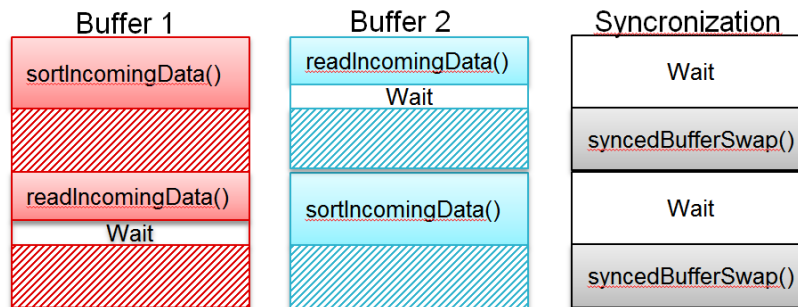 Buffer 1
Buffer 2
Syncronization
sortIncomingData()
readIncomingData()
Wait
Wait
syncedBufferSwap()
readIncomingData()
Wait
sortIncomingData()
Wait
syncedBufferSwap()